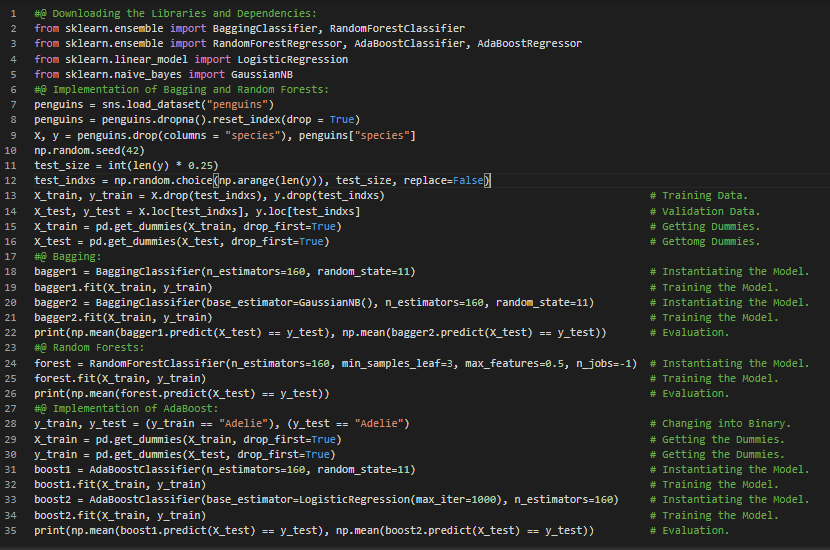 1 #@ Downloading the Libraries and Dependencies:
2 from sklearn.ensemble import BaggingClassifier, RandomForestClassifier
3 from sklearn.ensemble import RandomForestRegressor, AdaBoostClassifier, AdaBoostRegressor
4 from sklearn.linear_model import LogisticRegression
5 from sklearn.naive_bayes import GaussianNB
6 #@ Implementation of Bagging and Random Forests:
7 penguins = sns.load_dataset("penguins")
8 penguins = penguins.dropna().reset_index(drop = True)
9 X, y = penguins.drop(columns = "species"), penguins["species"]
10 np.random.seed(42)
11 test_size = int(len(y) * 0.25)
12 test_indxs = np.random.choice(np.arange(len(y)), test_size, replace=False)
13 X_train, y_train = X.drop(test_indxs), y.drop(test_indxs) # Training Data.
14 X_test, y_test = X.loc[test_indxs], y.loc[test_indxs] # Validation Data.
15 X_train = pd.get_dummies(X_train, drop_first=True) # Getting Dummies.
16 X_test = pd.get_dummies(X_test, drop_first=True) # Gettomg Dummies.
17 #@ Bagging:
18 bagger1 = BaggingClassifier(n_estimators=160, random_state=11) # Instantiating the Model.
19 bagger1.fit(X_train, y_train) # Training the Model.
20 bagger2 = BaggingClassifier(base_estimator=GaussianNB(), n_estimators=160, random_state=11) # Instantiating the Model.
21 bagger2.fit(X_train, y_train) # Training the Model.
22 print(np.mean(bagger1.predict(X_test) == y_test), np.mean(bagger2.predict(X_test) == y_test)) # Evaluation.
23 #@ Random Forests:
24 forest = RandomForestClassifier(n_estimators=160, min_samples_leaf=3, max_features=0.5, n_jobs=-1) # Instantiating the Model.
25 forest.fit(X_train, y_train) # Training the Model.
26 print(np.mean(forest.predict(X_test) == y_test)) # Evaluation.
27 #@ Implementation of AdaBoost:
28 y_train, y_test = (y_train == "Adelie"), (y_test == "Adelie") # Changing into Binary.
29 X_train = pd.get_dummies(X_train, drop_first=True) # Getting the Dummies.
30 y_train = pd.get_dummies(X_test, drop_first=True) # Getting the Dummies.
31 boost1 = AdaBoostClassifier(n_estimators=160, random_state=11) # Instantiating the Model.
32 boost1.fit(X_train, y_train) # Training the Model.
33 boost2 = AdaBoostClassifier(base_estimator=LogisticRegression(max_iter=1000), n_estimators=160) # Instantiating the Model.
34 boost2.fit(X_train, y_train) # Training the Model.
35 print(np.mean(boost1.predict(X_test) == y_test), np.mean(boost2.predict(X_test) == y_test)) # Evaluation.